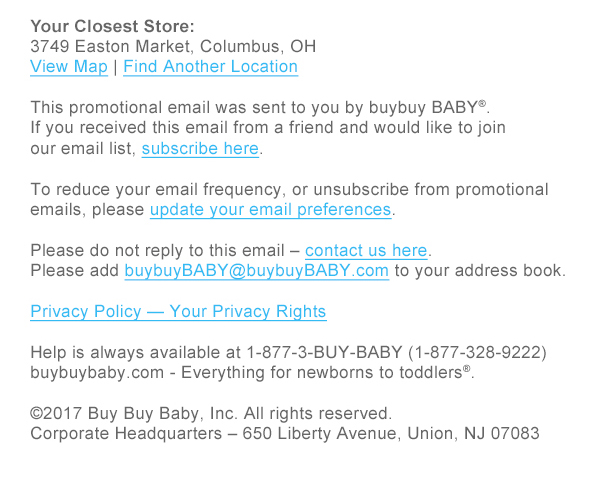 Your Closest Store:
3749 Easton Market, Columbus, OH
View Map | Find Another Location
This promotional email was sent to you by buybuy BABY®.
If you received this email from a friend and would like to join
our email list, subscribe here.
To reduce your email frequency, or unsubscribe from promotional
emails, please update your email preferences.
Please do not reply to this email – contact us here.
Please add buybuyBABY@buybuyBABY.com to your address book.
Privacy Policy — Your Privacy Rights
Help is always available at 1-877-3-BUY-BABY (1-877-328-9222)
buybuybaby.com - Everything for newborns to toddlers®.
©2017 Buy Buy Baby, Inc. All rights reserved.
Corporate Headquarters – 650 Liberty Avenue, Union, NJ 07083